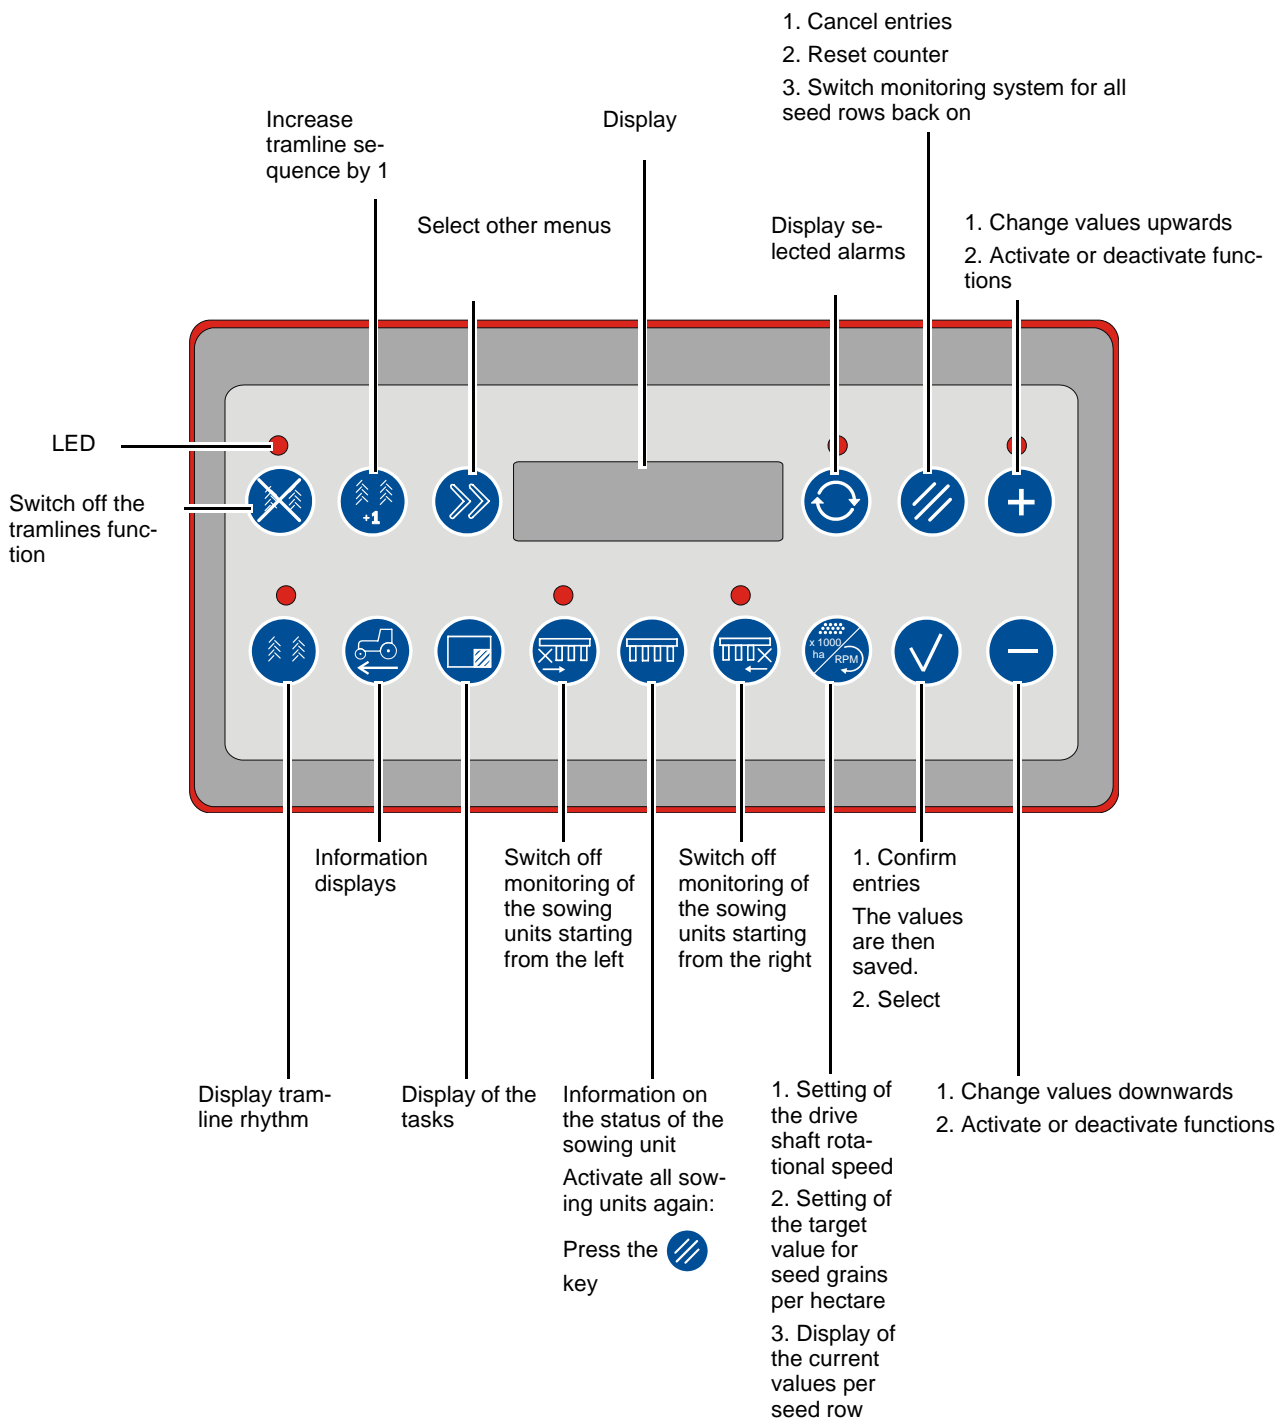 1. Cancel entries
2. Reset counter
3. Switch monitoring system for all
seed rows back on
Increase
tramline se-
quence by 1
Display
Select other menus
Display se-
lected alarms
1. Change values upwards
2. Activate or deactivate func-
tions
LED
Switch off the
tramlines func-
tion
+1
x 1000
ha
RPM
Information
displays
Switch off
monitoring of
the sowing
units starting
from the left
Switch off
monitoring of
the sowing
units starting
from the right
1. Confirm
entries
The values
are then
saved.
2. Select
Display tram-
line rhythm
Display of the
tasks
Information on
the status of the
sowing unit
Activate all sow-
ing units again:
Press the
key
1. Setting of
the drive
shaft rota-
tional speed
2. Setting of
the target
value for
seed grains
per hectare
3. Display of
the current
values per
seed row
1. Change values downwards
2. Activate or deactivate functions